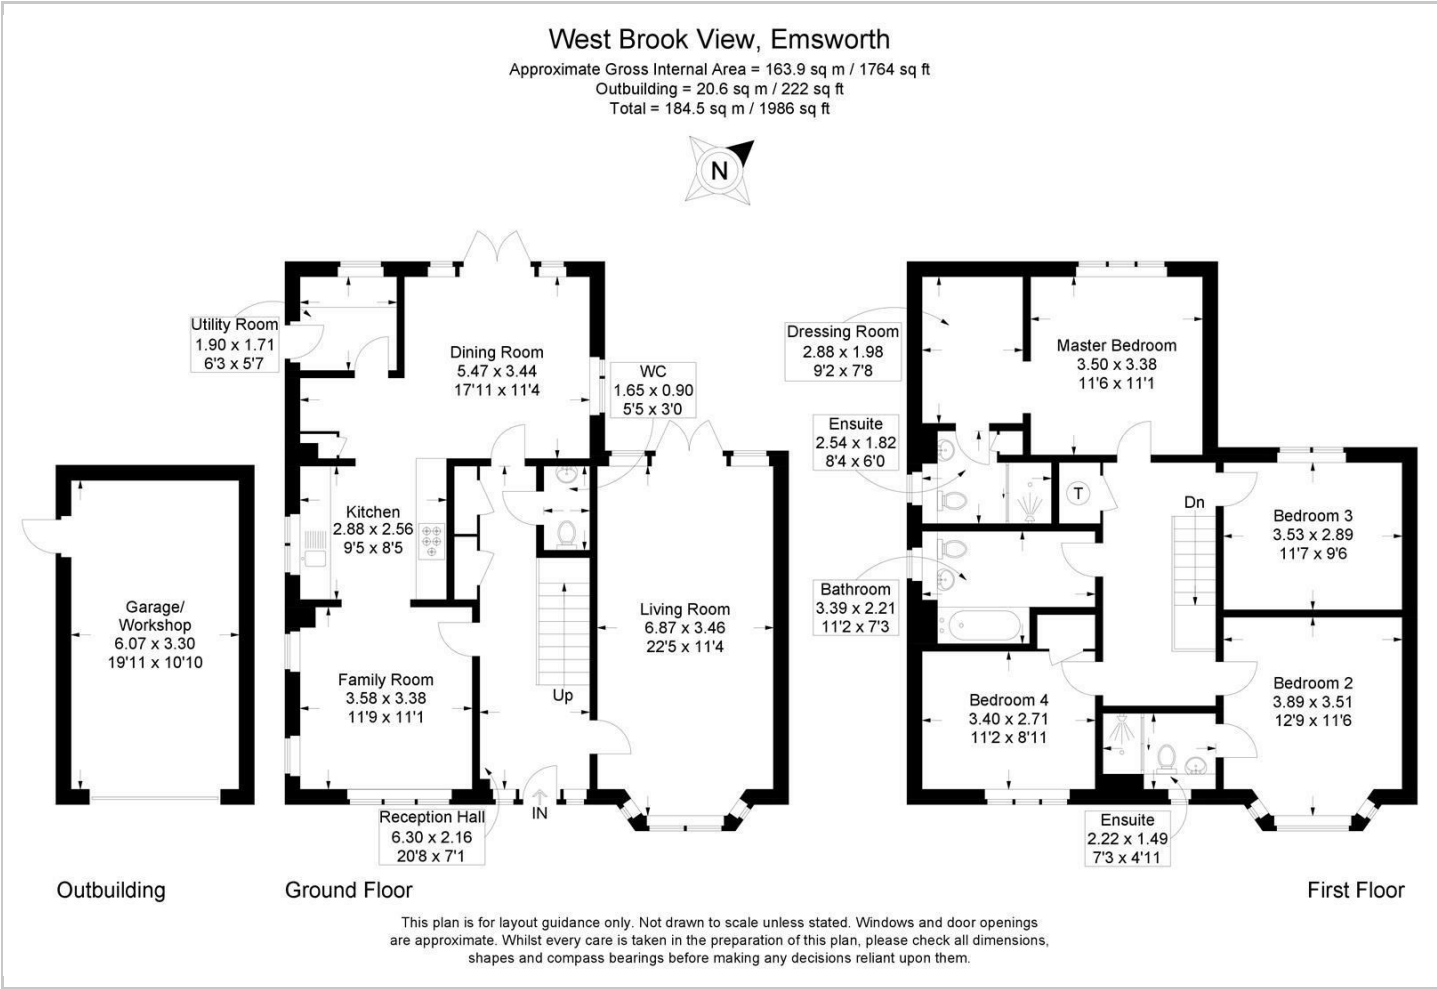 West Brook View, Emsworth
Approximate Gross Internal Area = 163.9 sq m / 1764 sq ft
Outbuilding = 20.6 sq m / 222 sq ft
Total = 184.5 sq m / 1986 sq ft
N
Utility Room
1.90 x 1.71
6'3 x 5'7
Dining Room
5.47 x 3.44
17'11 x 11'4
WC
1.65 x 0.90
5'5 x 3'0
Kitchen
2.88 x 2.56
9'5 x 8'5
Garage/
Workshop
6.07 x 3.30
19'11 x 10'10
Family Room
3.58 x 3.38
11'9 x 11'1
Up
Living Room
6.87 x 3.46
22'5 x 11'4
IN
Reception Hall
6.30 x 2.16
20'8 x 7'1
Dressing Room
2.88 x 1.98
9'2 x 7'8
Master Bedroom
3.50 x 3.38
11'6 x 11'1
Ensuite
2.54 x 1.82
8'4 x 6'0
T
Dn
Bedroom 3
3.53 x 2.89
11'7 x 9'6
Bathroom
3.39 x 2.21
11'2 x 7'3
Bedroom 4
3.40 x 2.71
11'2 x 8'11
Bedroom 2
3.89 x 3.51
12'9 x 11'6
Ensuite
2.22 x 1.49
7'3 x 4'11
Outbuilding
Ground Floor
First Floor
This plan is for layout guidance only. Not drawn to scale unless stated. Windows and door openings
are approximate. Whilst every care is taken in the preparation of this plan, please check all dimensions,
shapes and compass bearings before making any decisions reliant upon them.